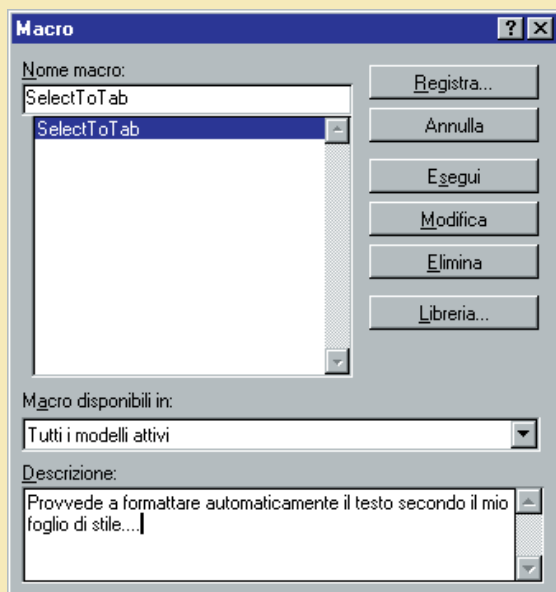 Macro
Nome macro:
SelectToTab
SelectToTab
Registra...
Annulla
Esegui
Modifica
Elimina
Libreria...
Macro disponibili in:
Tutti i modelli attivi
Descrizione:
Provvede a formattare automaticamente il testo secondo il mio
foglio di stile....